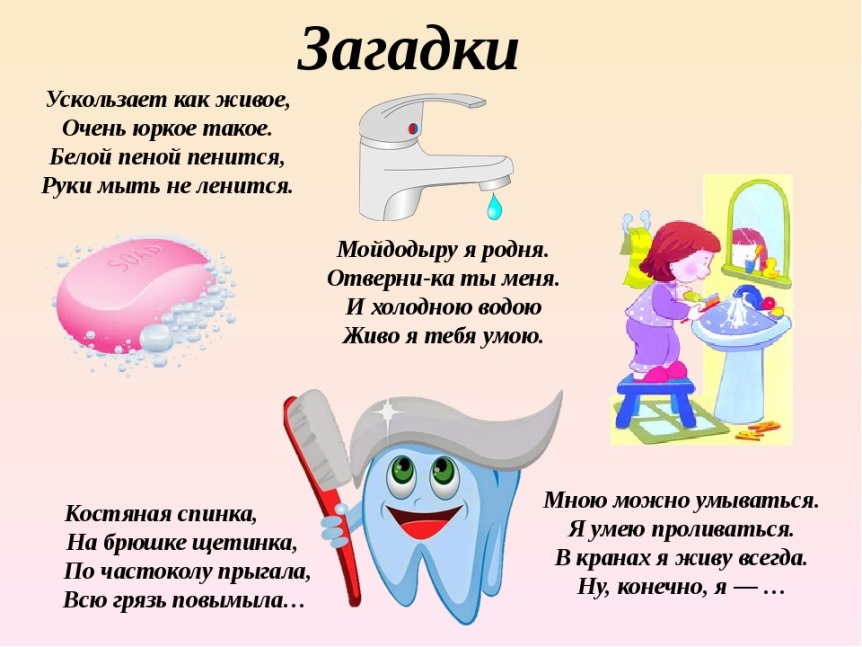 Загадки
Ускользает как живое,
Очень юркое такое.
Белой пеной пенится,
Руки мыть не ленится.
SOAP
Мойдодыру я родня.
Отверни-ка ты меня.
И холодною водою
Живо я тебя умою.
Костяная спинка,
На брюшке щетинка,
По частоколу прыгала,
Всю грязь повымыла…
Мною можно умываться.
Я умею проливаться.
В кранах я живу всегда.
Ну, конечно, я — …